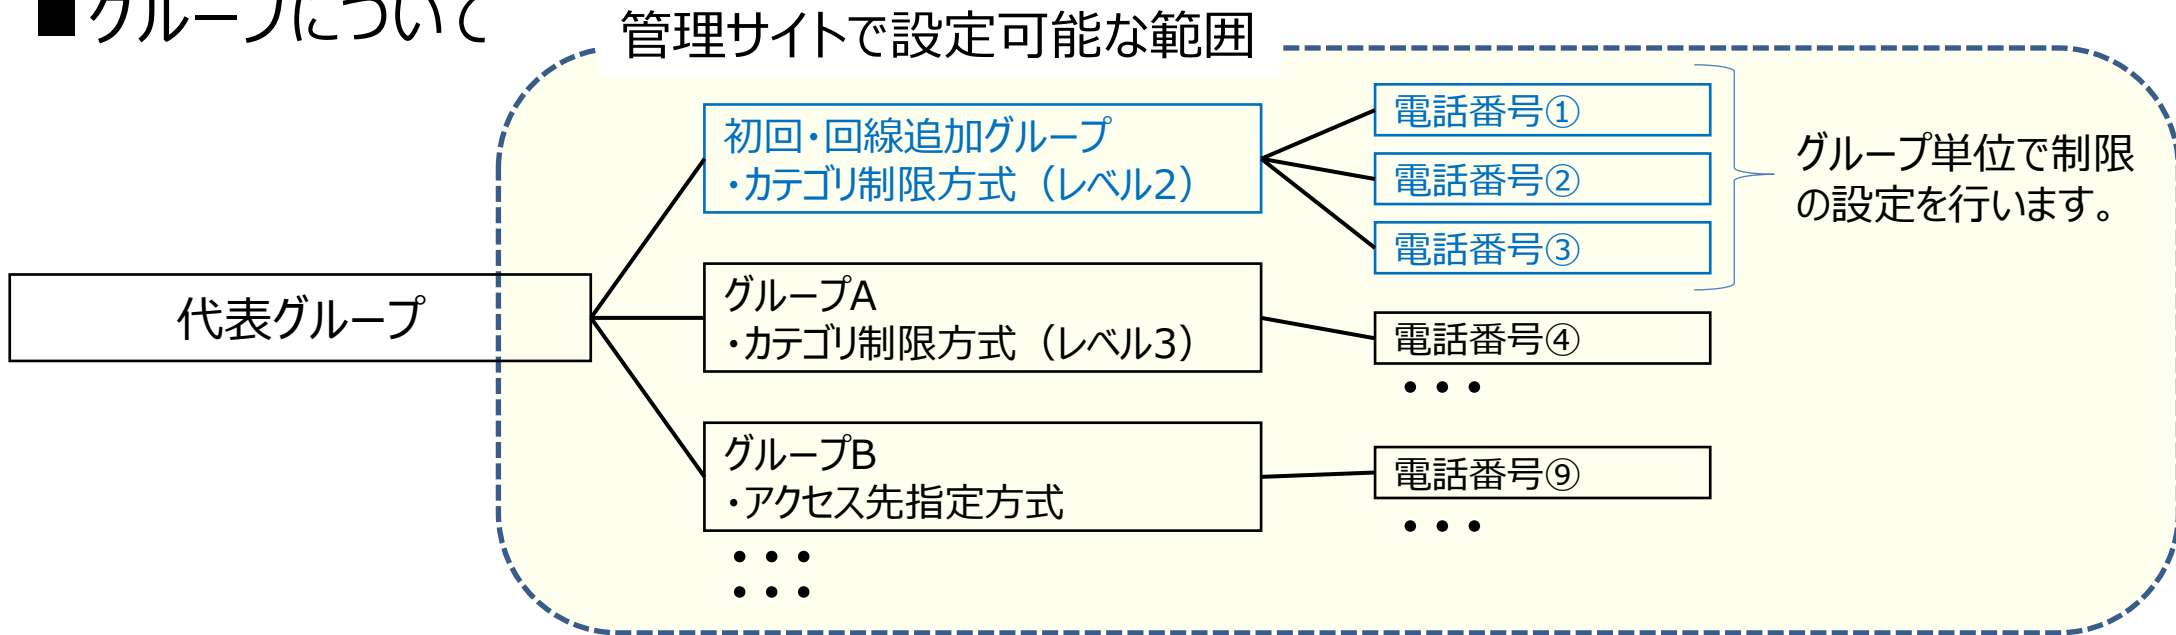 ■グループについて
管理サイトで設定可能な範囲
代表グループ
初回・回線追加グループ
・カテゴリ制限方式（レベル2）
電話番号①
電話番号②
電話番号③
グループ単位で制限
の設定を行います。
グループA
・カテゴリ制限方式（レベル3）
電話番号④
・・・
グループB
・アクセス先指定方式
電話番号⑨
・・・
・・・
・・・